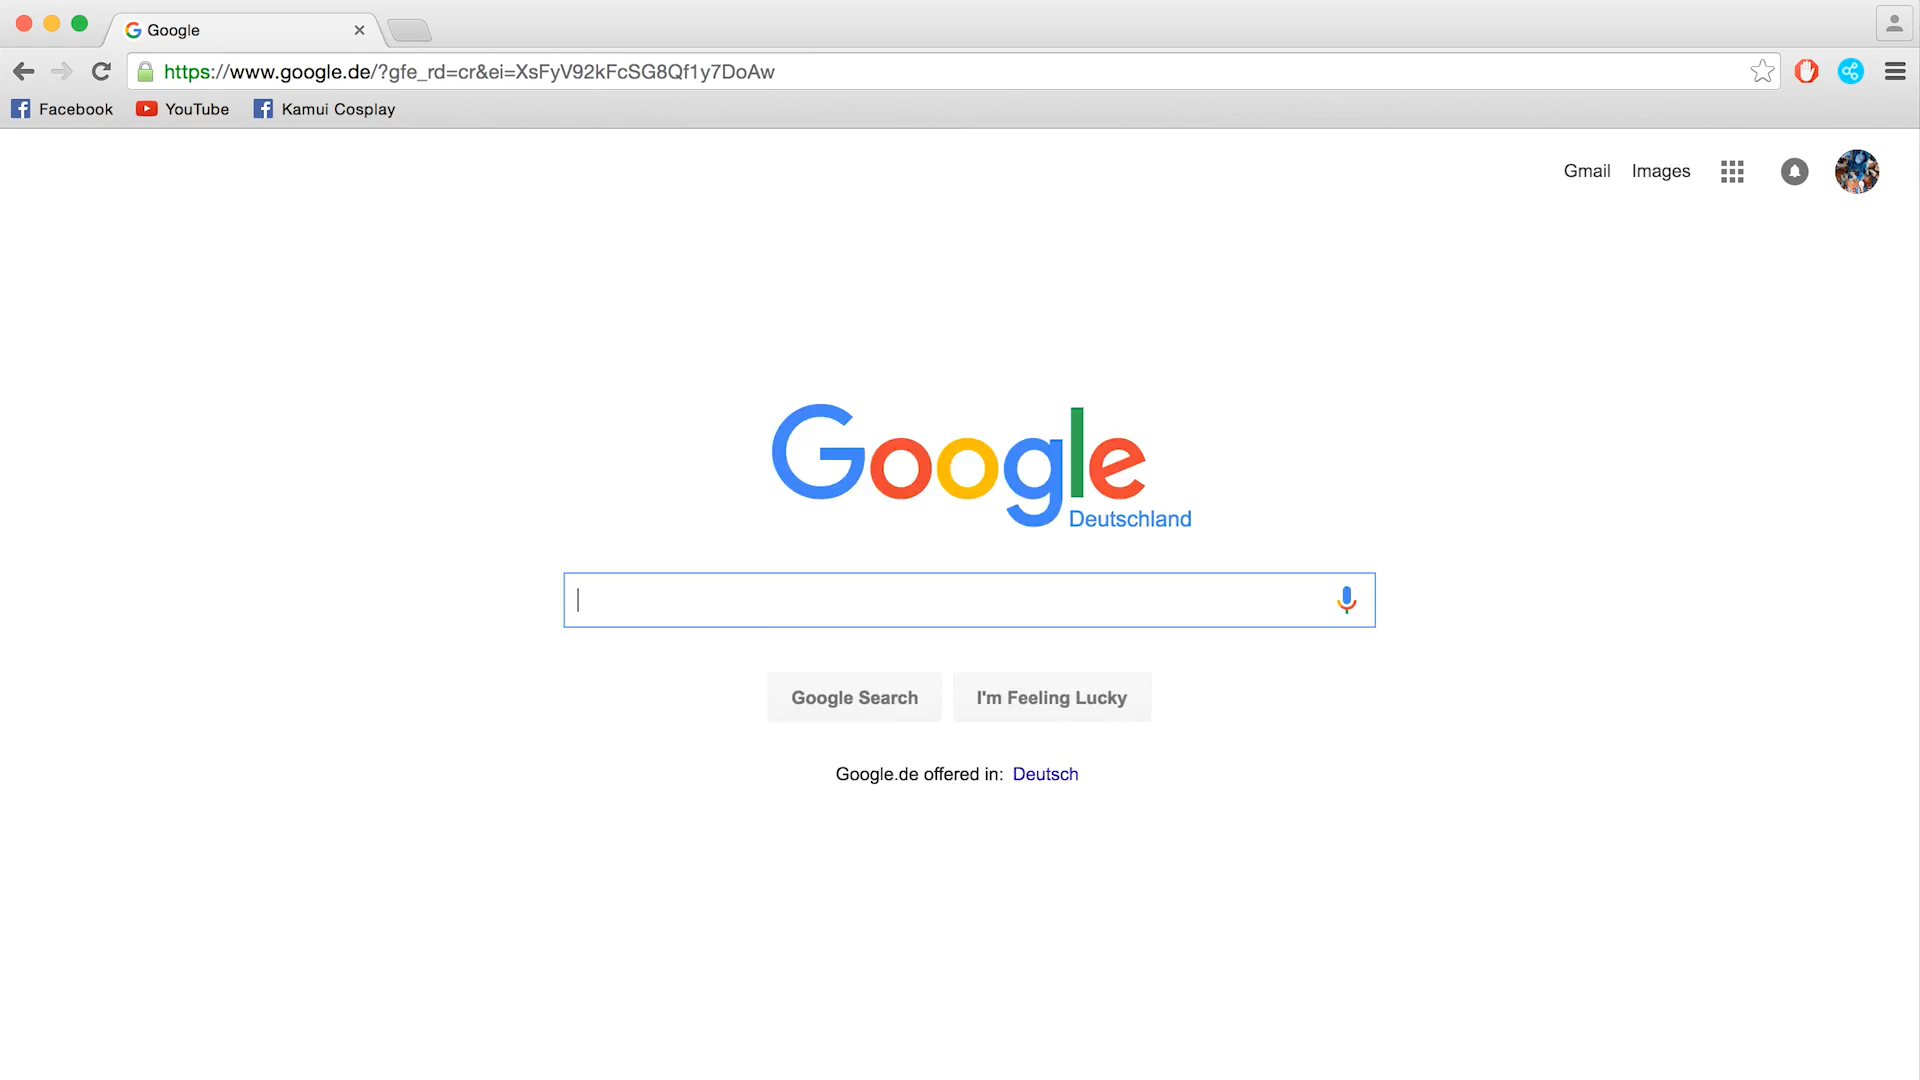 Google
https://www.google.de/?gfe_rd=cr&ei=XsFyV92kFcSG8Qf1y7DoAw
Facebook YouTube Kamui Cosplay
Gmail Images
Google
Deutschland
Google Search I'm Feeling Lucky
Google.de offered in: Deutsch